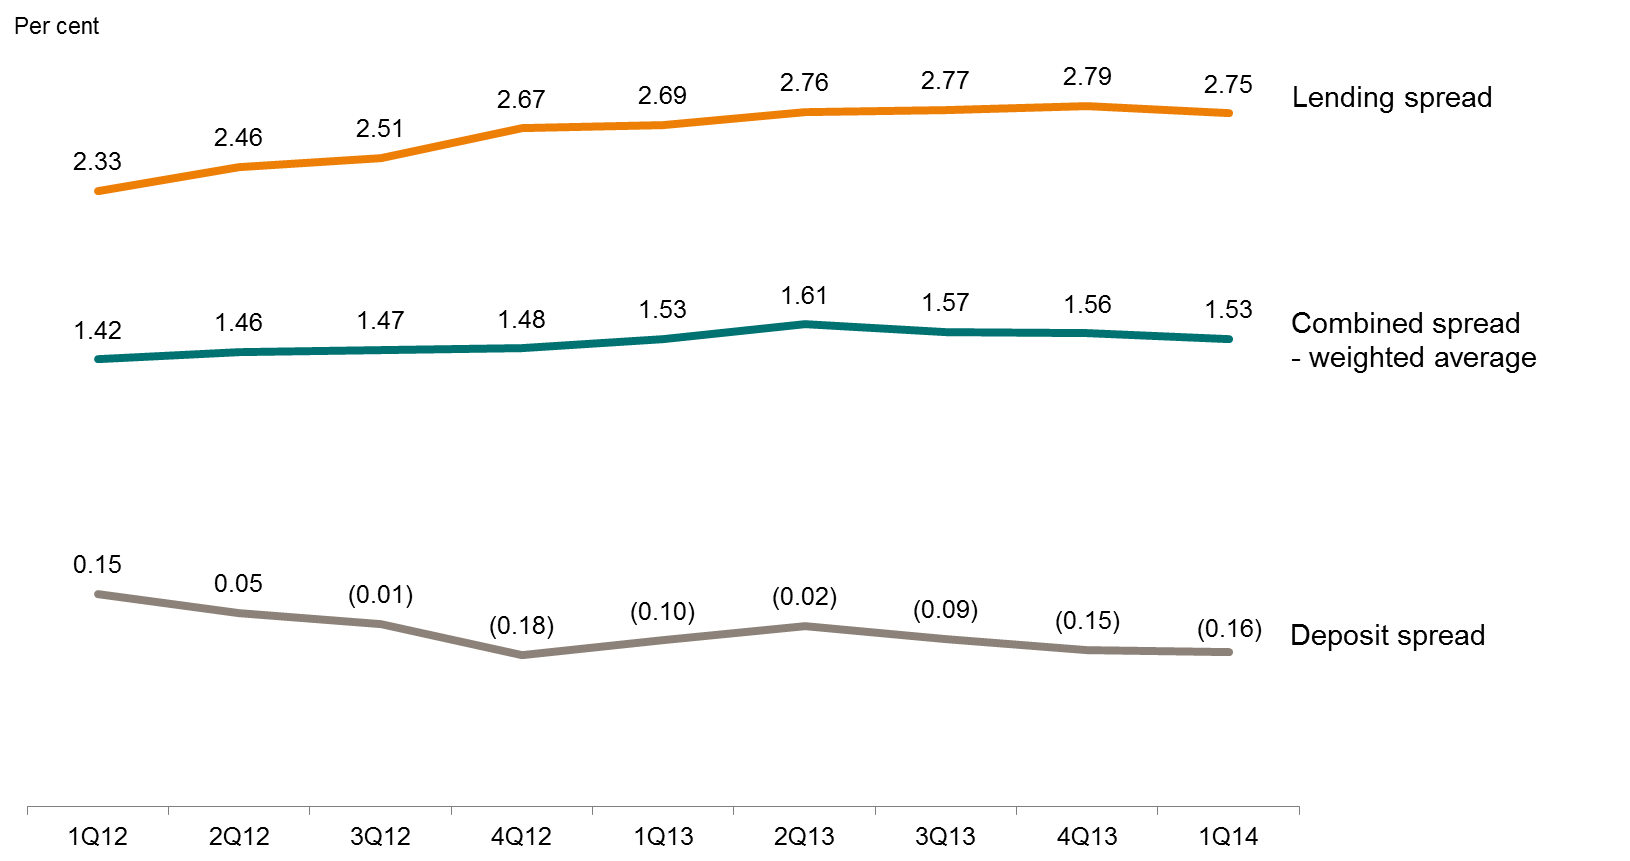 Per cent
2.33 2.46 2.51 2.67 2.69 2.76 2.77 2.79 2.75 Lending spread
1.42 1.46 1.47 1.48 1.53 1.61 1.57 1.56 1.53 Combined spread
- weighted average
0.15 0.05 (0.01) (0.18) (0.10) (0.02) (0.09) (0.15) (0.16) Deposit spread
1Q12 2Q12 3Q12 4Q12 1Q13 2Q13 3Q13 4Q13 1Q14